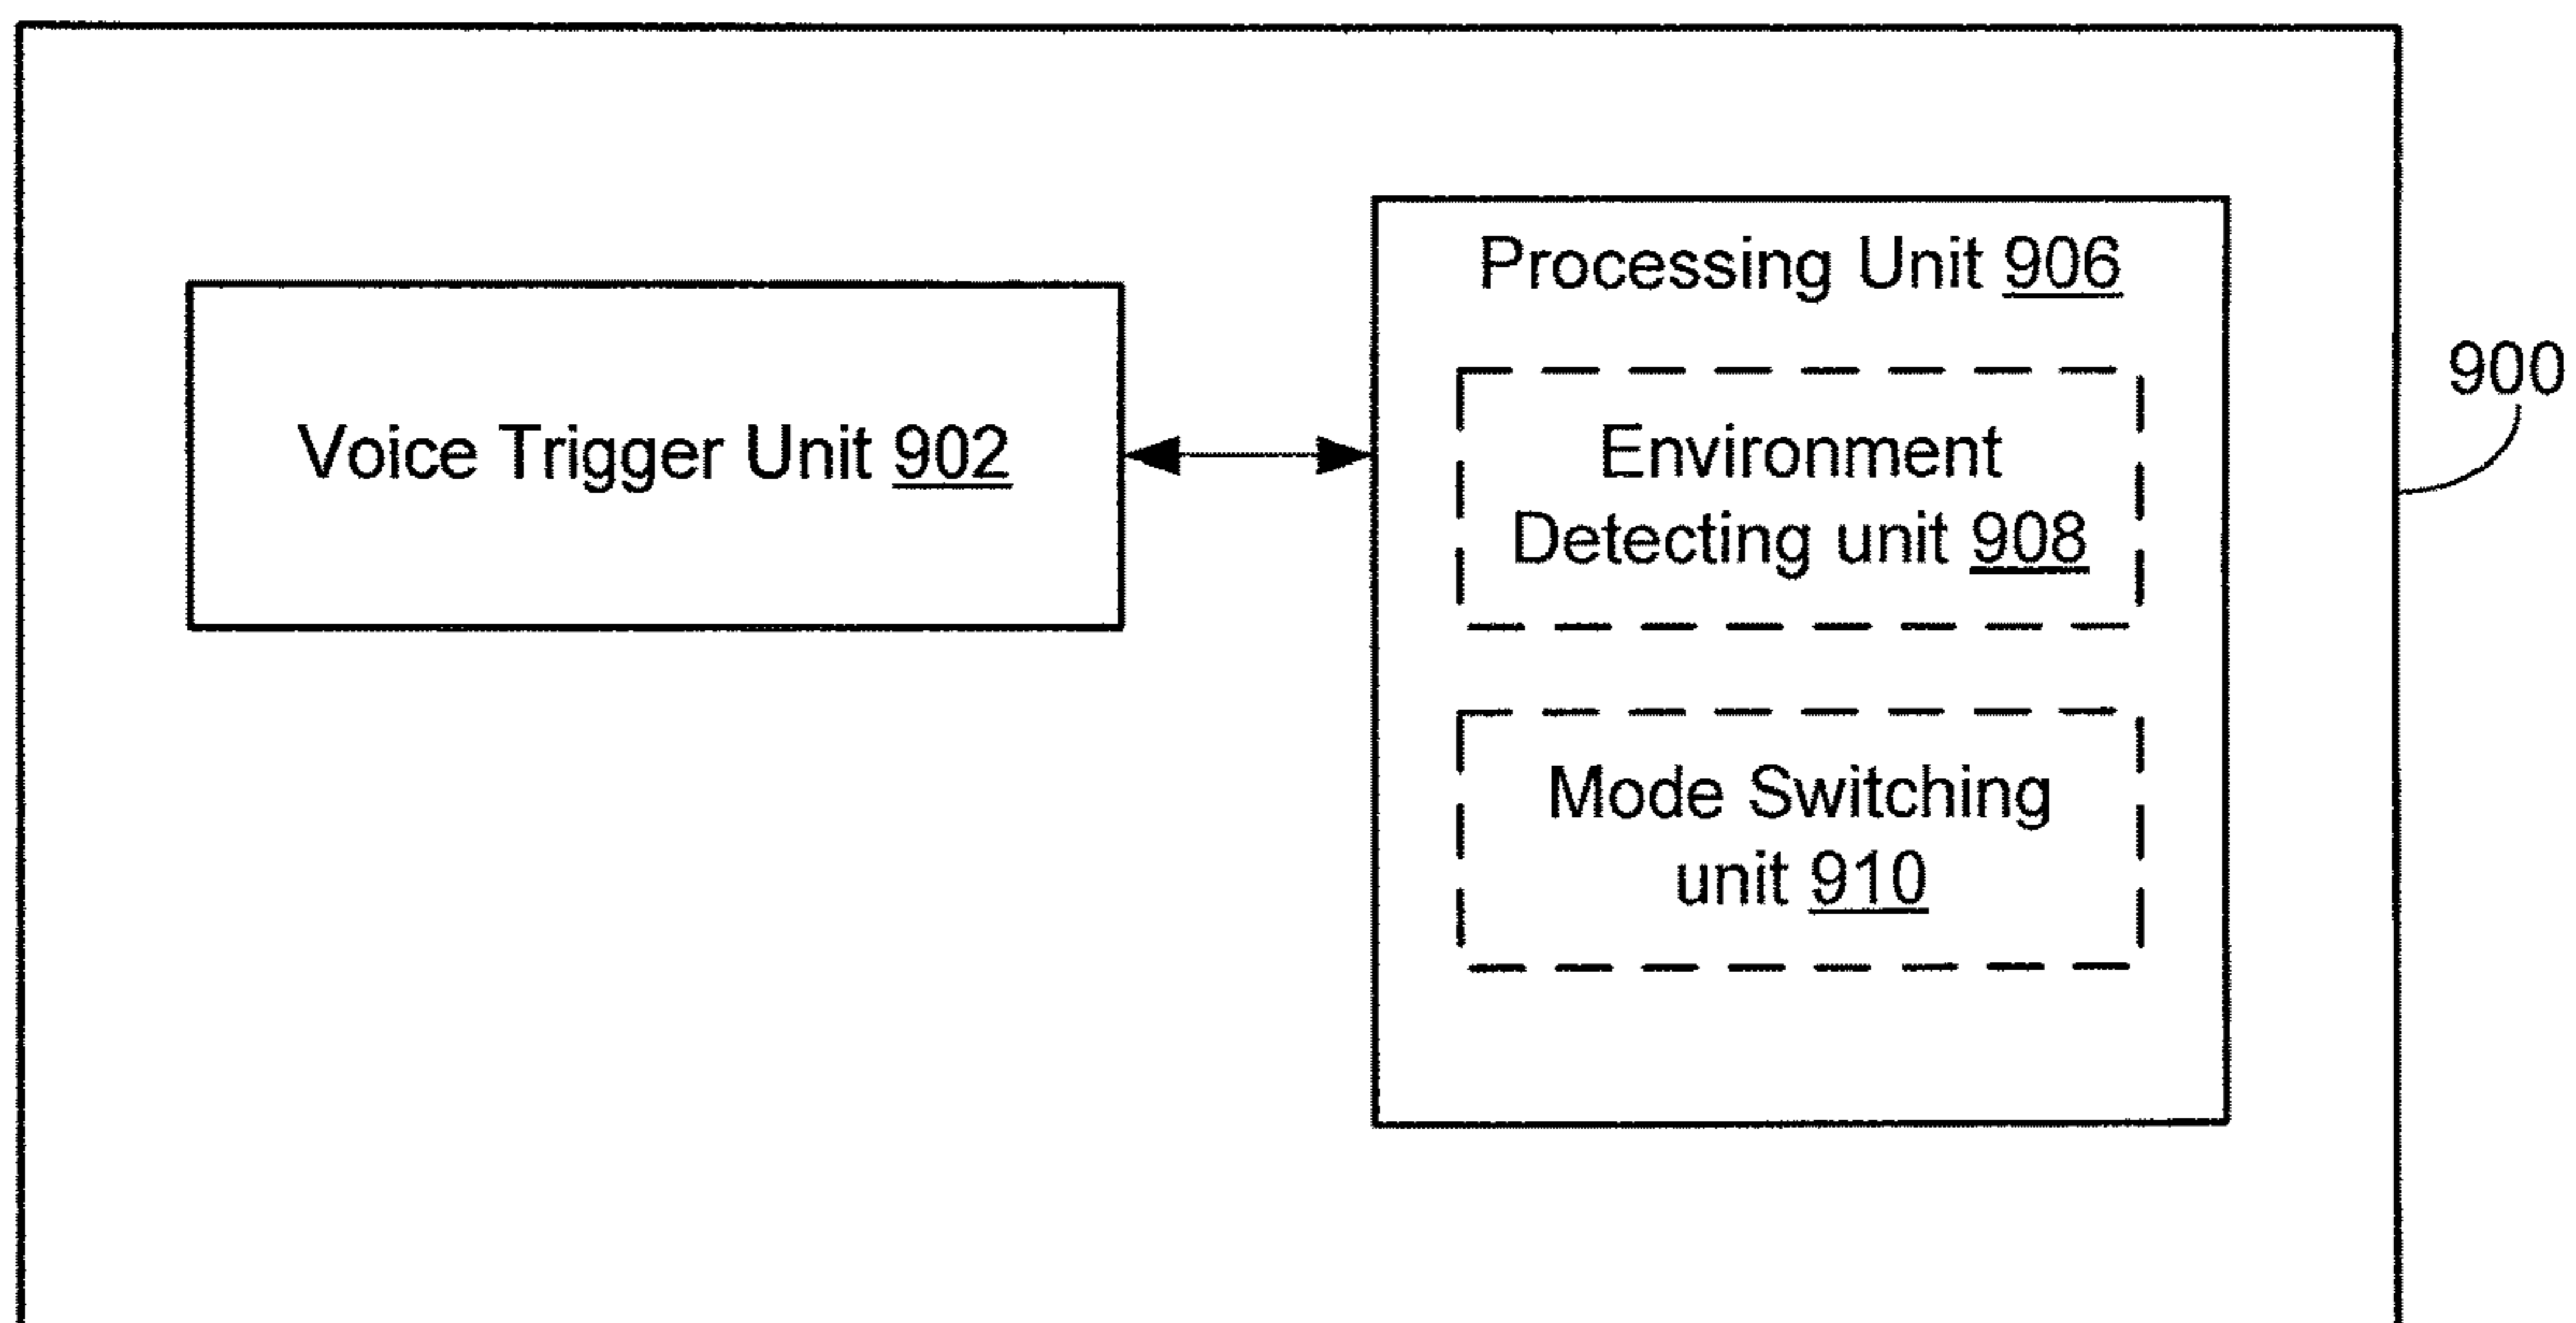 Processing Unit 906
Voice Trigger Unit 902
Environment
Detecting unit 908
Mode Switching
unit 910
900